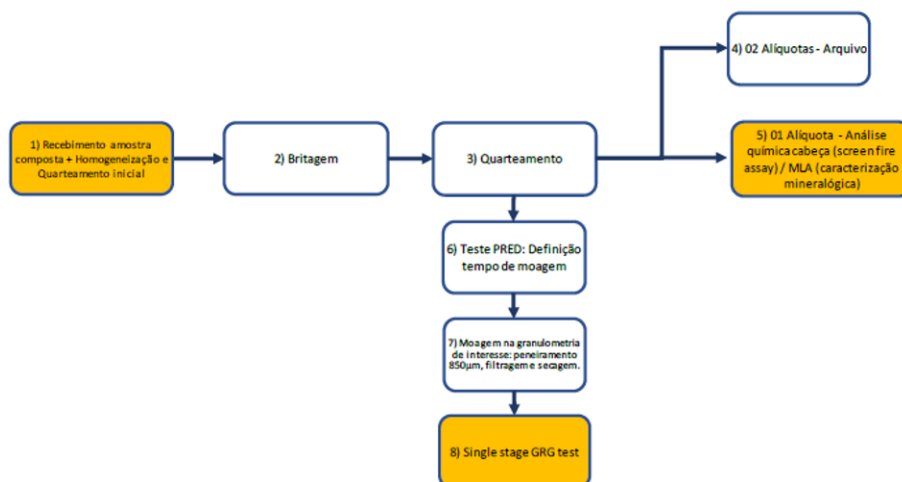 4) 02 Alíquotas - Arquivo
1) Recebimento amostra
composta + Homogeneização e
Quarteamento inicial
2) Britagem
3) Quarteamento
5) 01 Alíquota - Análise
química cabeça (screen fire
assay) / MLA (caracterização
mineralógica)
6) Teste PRED: Definição
tempo de moagem
7) Moagem na granulometria
de interesse: peneiramento
850µm, filtragem e secagem.
8) Single stage GRG test